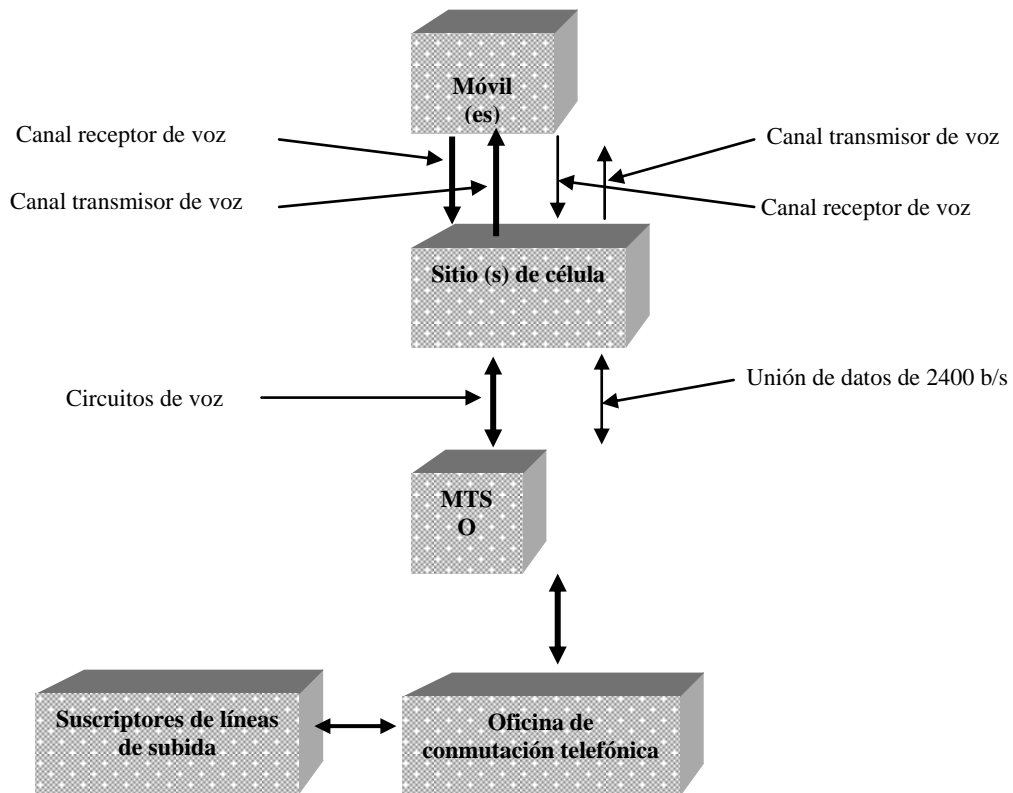 Móvil
(es)
Canal receptor de voz
Canal transmisor de voz
Canal transmisor de voz
Canal receptor de voz
Sitio (s) de célula
Circuitos de voz
Unión de datos de 2400 b/s
MTS
O
Suscriptores de líneas
de subida
Oficina de
conmutación telefónica